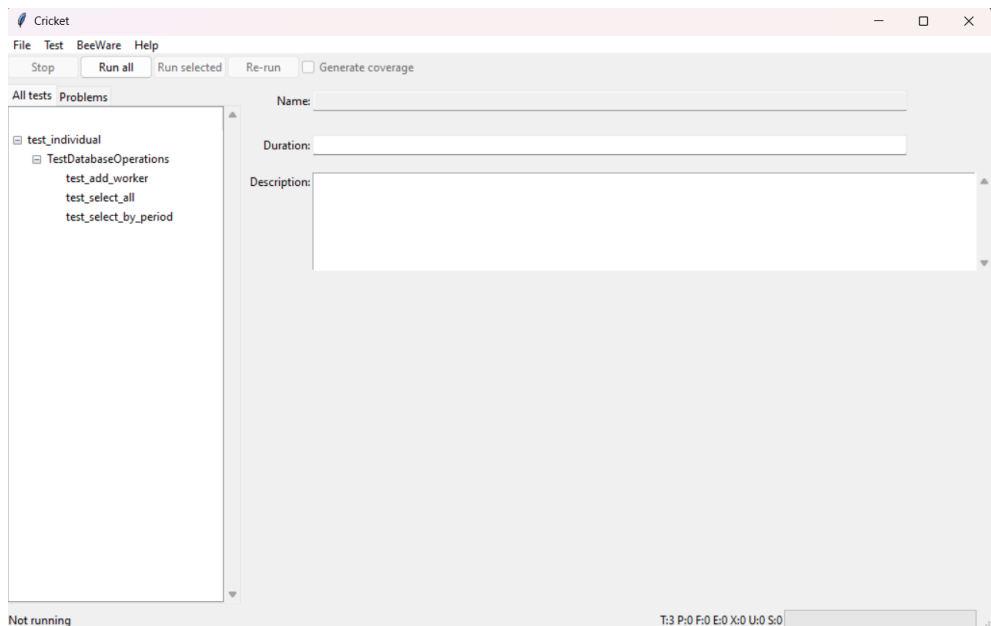 Cricket
File Test BeeWare Help
Stop Run all Run selected Re-run Generate coverage
All tests Problems
test_individual
TestDatabaseOperations
test_add_worker
test_select_all
test_select_by_period
Name:
Duration:
Description:
Not running
T:3 P:0 F:0 E:0 X:0 U:0 S:0